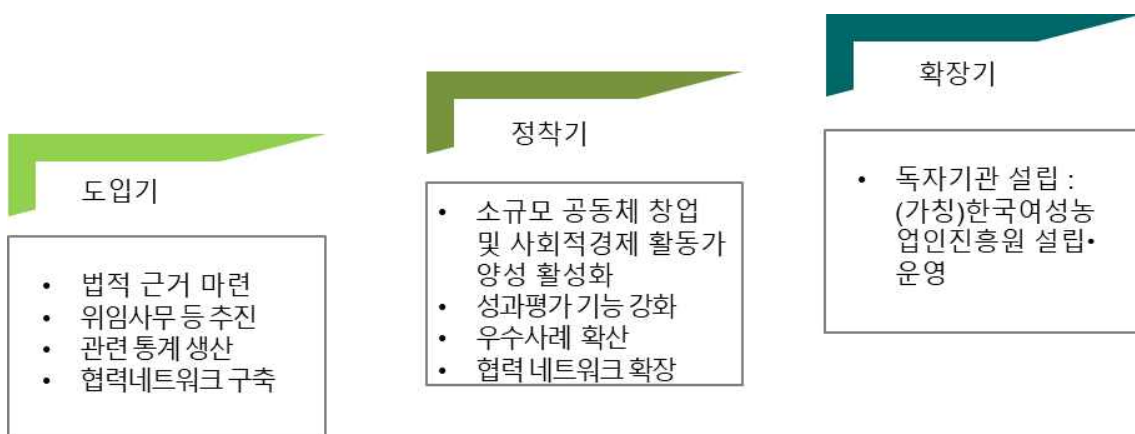 도입기
• 법적 근거 마련
• 위임사무 등 추진
• 관련 통계 생산
• 협력네트워크 구축
정착기
• 소규모 공동체 창업
및 사회적경제 활동가
양성 활성화
• 성과평가 기능 강화
• 우수사례 확산
• 협력 네트워크 확장
확장기
• 독자기관 설립 :
(가칭)한국여성농
업인진흥원 설립•
운영